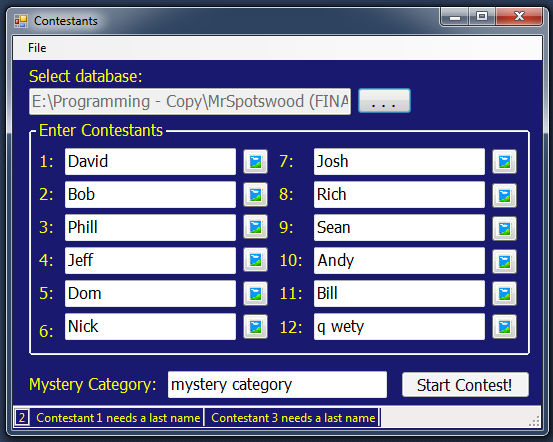 Contestants
File
Select database:
E:\Programming - Copy\MrSpotswood (FINA
...
Enter Contestants
1: David
7: Josh
2: Bob
8: Rich
3: Phill
9: Sean
4: Jeff
10: Andy
5: Dom
11: Bill
6: Nick
12: q wety
Mystery Category: mystery category Start Contest!
2 Contestant 1 needs a last name Contestant 3 needs a last name